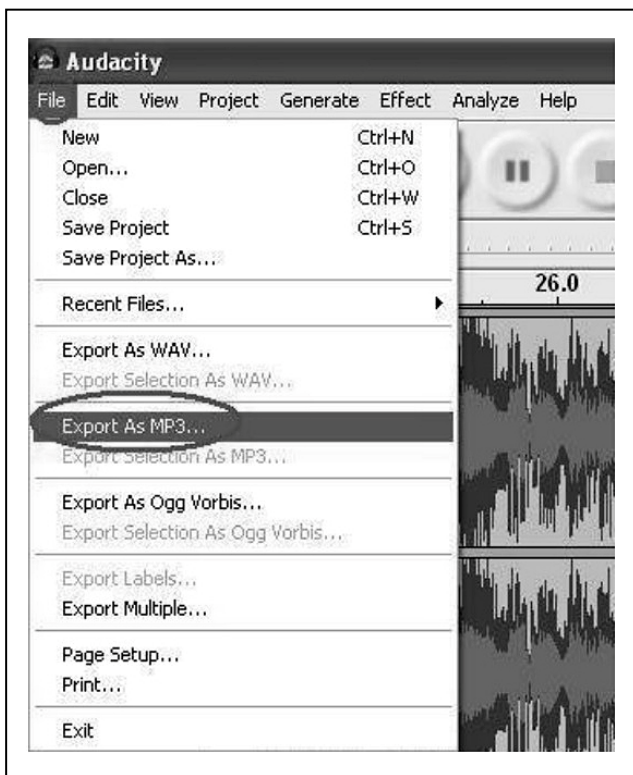 Audacity
File Edit View Project Generate Effect Analyze Help
New Ctrl+N
Open... Ctrl+O
Close Ctrl+W
Save Project Ctrl+S
Save Project As...
26.0
Recent Files...
Export As WAV...
Export Selection As WAV...
Export As MP3...
Export Selection As MP3...
Export As Ogg Vorbis...
Export Selection As Ogg Vorbis...
Export Labels...
Export Multiple...
Page Setup...
Print...
Exit